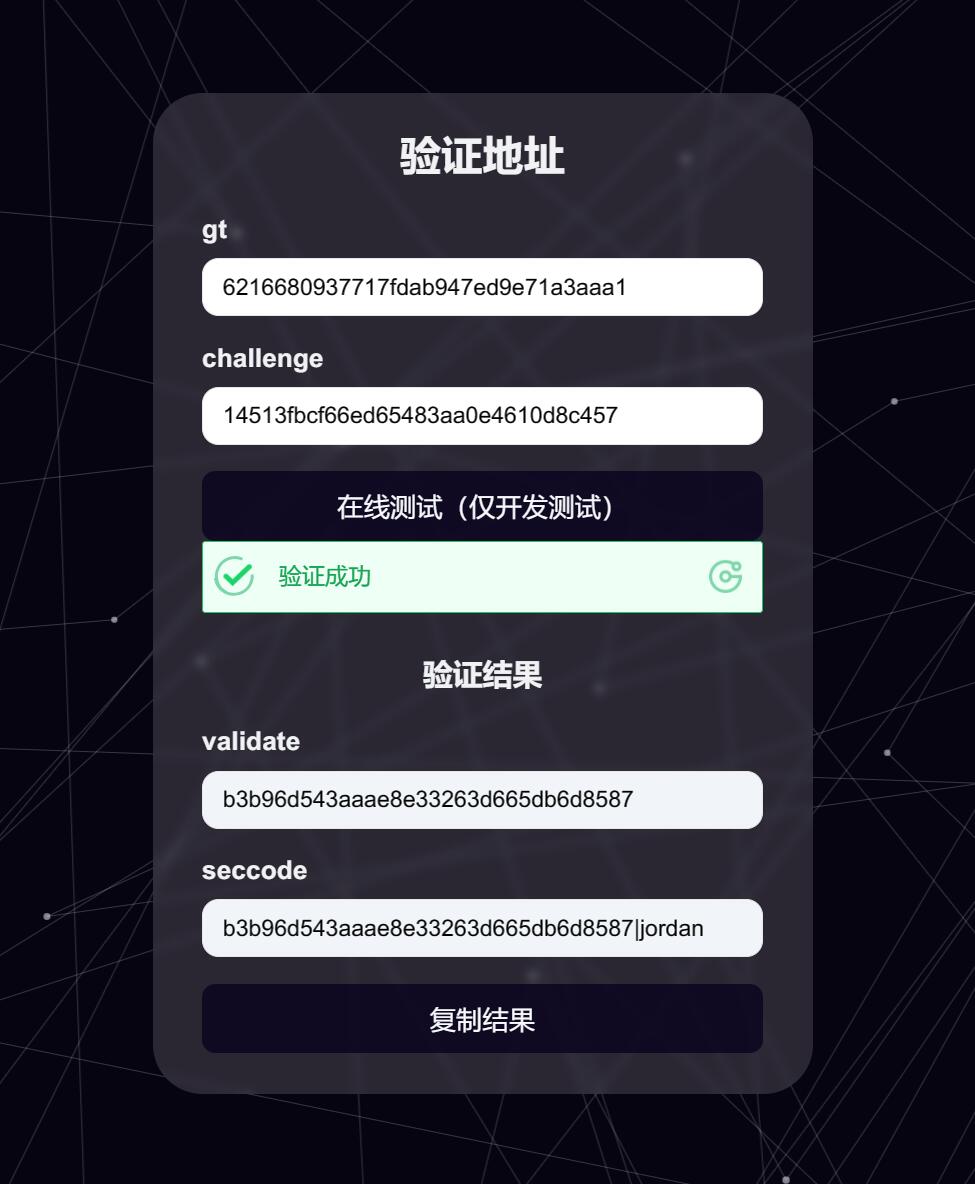 验证地址
gt
6216680937717fdab947ed9e71a3aaa1
challenge
14513fbcf66ed65483aa0e4610d8c457
在线测试（仅开发测试）
验证成功
验证结果
validate
b3b96d543aaae8e33263d665db6d8587
seccode
b3b96d543aaae8e33263d665db6d8587|jordan
复制结果